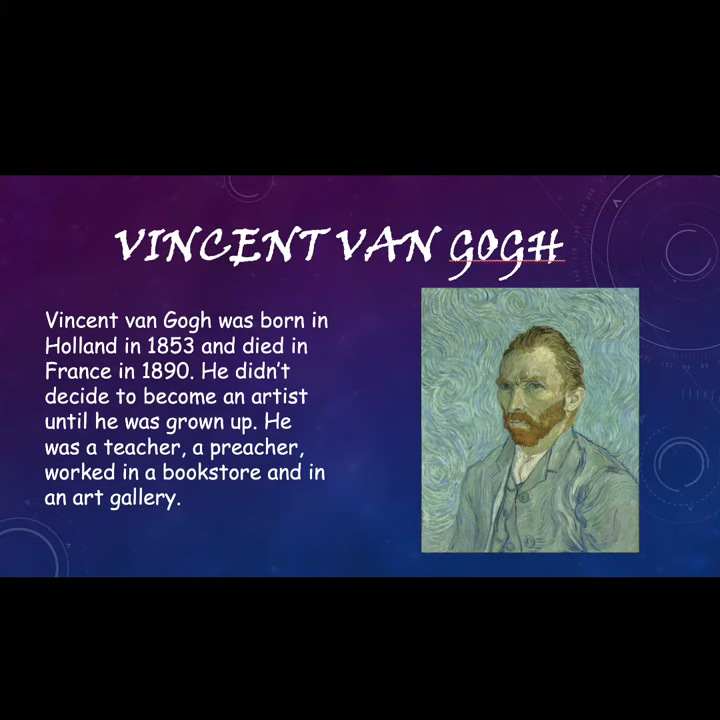 VINCENT VAN GOGH
Vincent van Gogh was born in
Holland in 1853 and died in
France in 1890. He didn't
decide to become an artist
until he was grown up. He
was a teacher, a preacher,
worked in a bookstore and in
an art gallery.